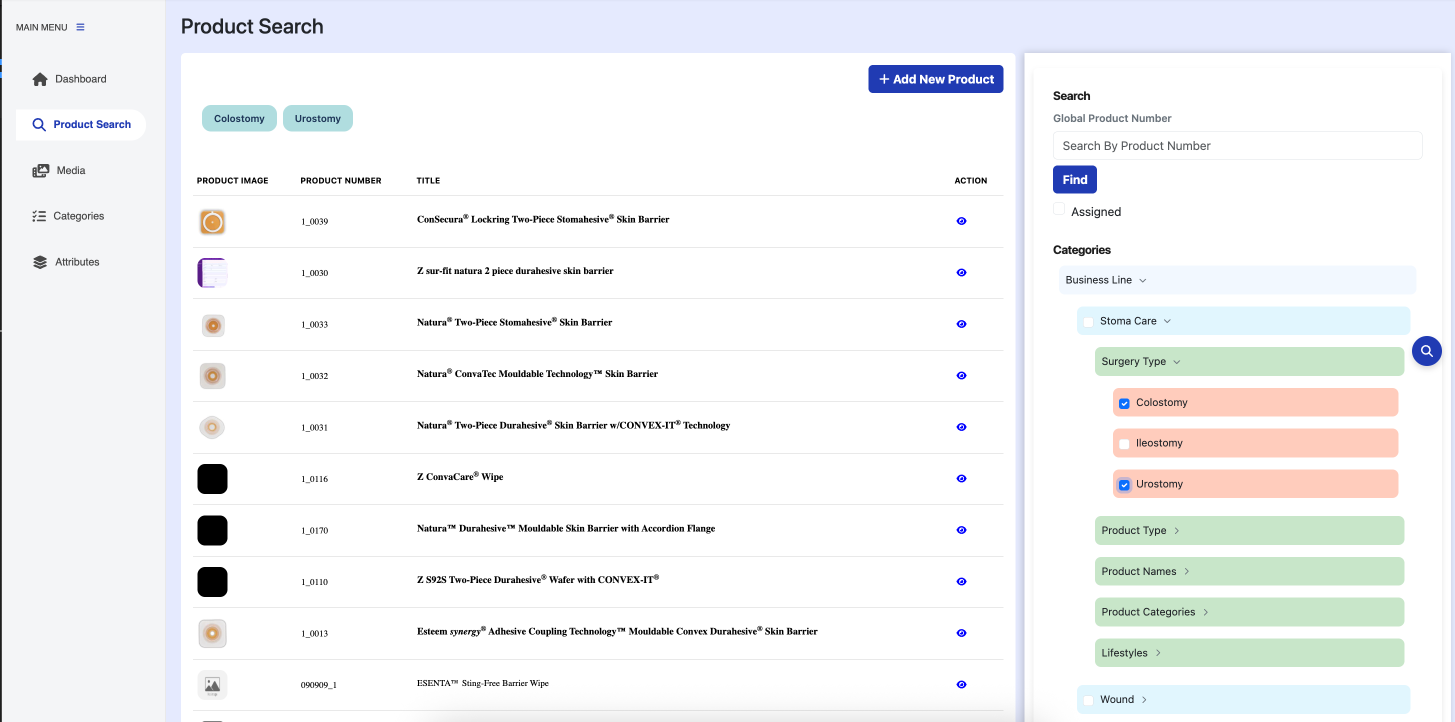 MAIN MENU
Dashboard
Product Search
Media
Categories
Attributes
Product Search
+ Add New Product
Colostomy Urostomy
PRODUCT IMAGE PRODUCT NUMBER TITLE ACTION
1_0039 ConSecura® Lockring Two-Piece Stomahesive® Skin Barrier
1_0030 Z sur-fit natura 2 piece durahesive skin barrier
1_0033 Natura® Two-Piece Stomahesive® Skin Barrier
1_0032 Natura® ConvaTec Mouldable Technology™ Skin Barrier
1_0031 Natura® Two-Piece Durahesive® Skin Barrier w/CONVEX-IT® Technology
1_0116 Z ConvaCare® Wipe
1_0170 Natura™ Durahesive™ Mouldable Skin Barrier with Accordion Flange
1_0110 Z S92S Two-Piece Durahesive® Wafer with CONVEX-IT®
1_0013 Esteem synergy® Adhesive Coupling Technology™ Mouldable Convex Durahesive® Skin Barrier
090909_1 ESENTA™ Sting-Free Barrier Wipe
Search
Global Product Number
Search By Product Number
Find
Assigned
Categories
Business Line
Stoma Care
Surgery Type
Colostomy
Ileostomy
Urostomy
Product Type
Product Names
Product Categories
Lifestyles
Wound